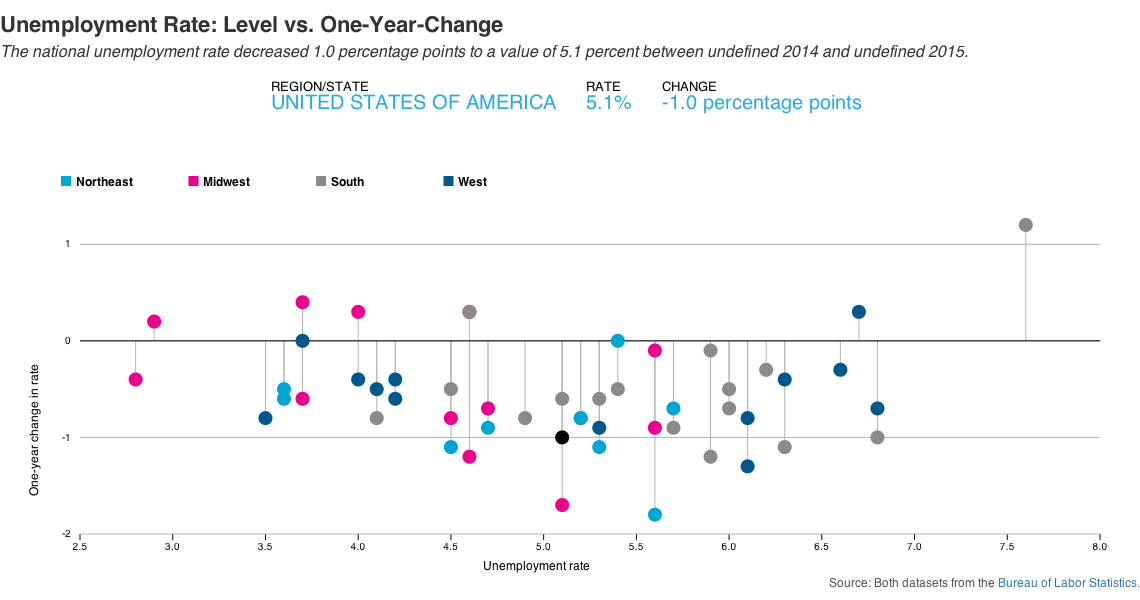 Unemployment Rate: Level vs. One-Year-Change
The national unemployment rate decreased 1.0 percentage points to a value of 5.1 percent between undefined 2014 and undefined 2015.
REGION/STATE RATE CHANGE
UNITED STATES OF AMERICA 5.1% -1.0 percentage points
Northeast Midwest South West
1
0
-1
-2
One-year change in rate
2.5 3.0 3.5 4.0 4.5 5.0 5.5 6.0 6.5 7.0 7.5 8.0
Unemployment rate
Source: Both datasets from the Bureau of Labor Statistics.